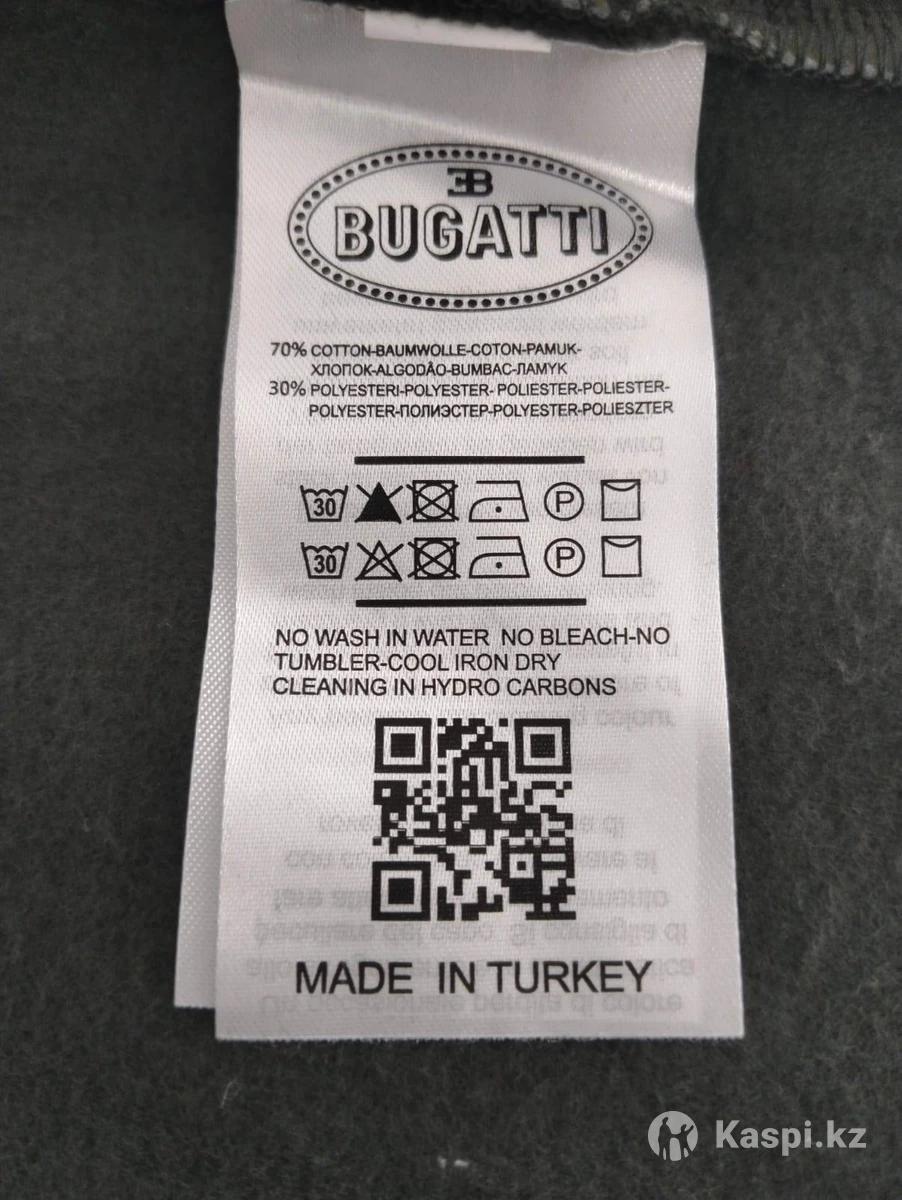 EB
BUGATTI
70% COTTON-BAUMWOLLE-COTON-PAMUK-
ХЛОПОК-ALGODÂO-BUMBAC-ЛАМУК
30% POLYESTERI-POLYESTER- POLIESTER-POLIESTER-
POLYESTER-ПОЛИЭСТЕР-POLYESTER-POLIESZTER
30 P
30 P
NO WASH IN WATER NO BLEACH-NO
TUMBLER-COOL IRON DRY
CLEANING IN HYDRO CARBONS
MADE IN TURKEY
Kaspi.kz